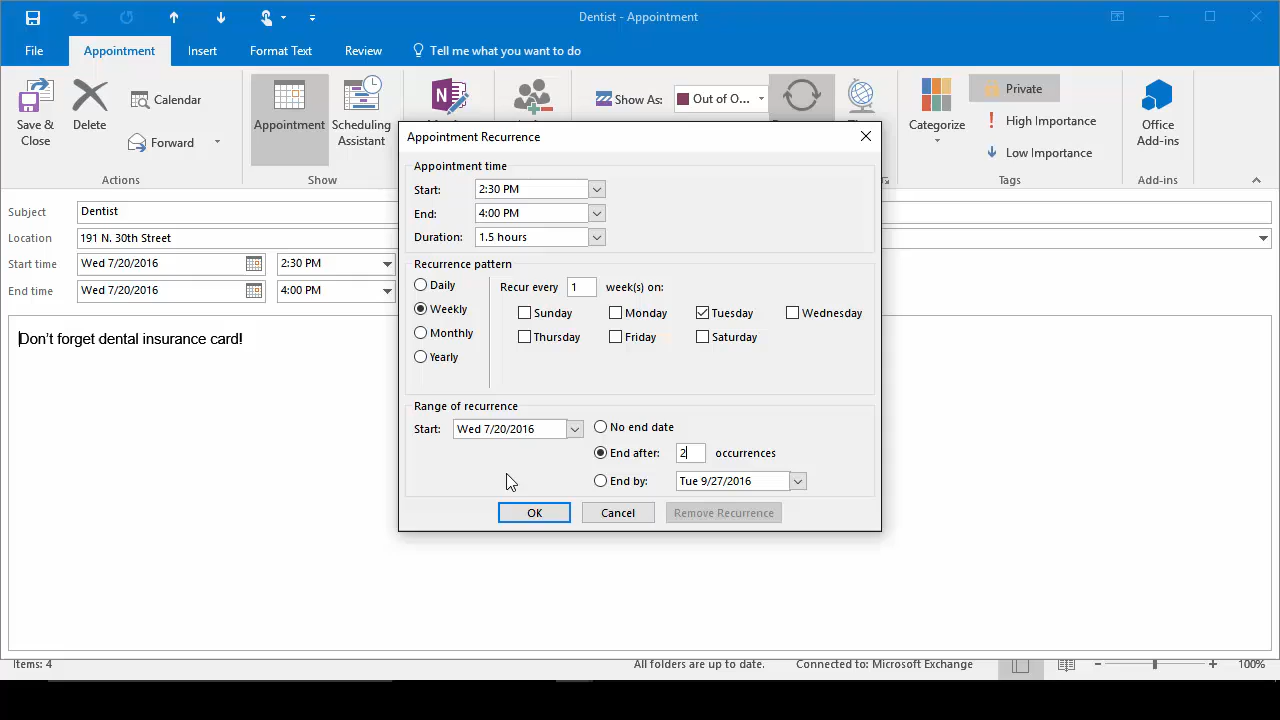 Dentist - Appointment
File Appointment Insert Format Text Review Tell me what you want to do
Save & Close
Delete
Calendar
Forward
Actions
Appointment
Scheduling Assistant
Show
Show As: Out of O...
Categorize
Private
High Importance
Low Importance
Tags
Office Add-ins
Add-ins
Subject Dentist
Location 191 N. 30th Street
Start time Wed 7/20/2016 2:30 PM
End time Wed 7/20/2016 4:00 PM
Don't forget dental insurance card!
Appointment Recurrence
Appointment time
Start: 2:30 PM
End: 4:00 PM
Duration: 1.5 hours
Recurrence pattern
Daily
Weekly
Monthly
Yearly
Recur every 1 week(s) on:
Sunday Monday Tuesday Wednesday
Thursday Friday Saturday
Range of recurrence
Start: Wed 7/20/2016
No end date
End after: 2 occurrences
End by: Tue 9/27/2016
OK Cancel Remove Recurrence
Items: 4 All folders are up to date. Connected to: Microsoft Exchange 100%